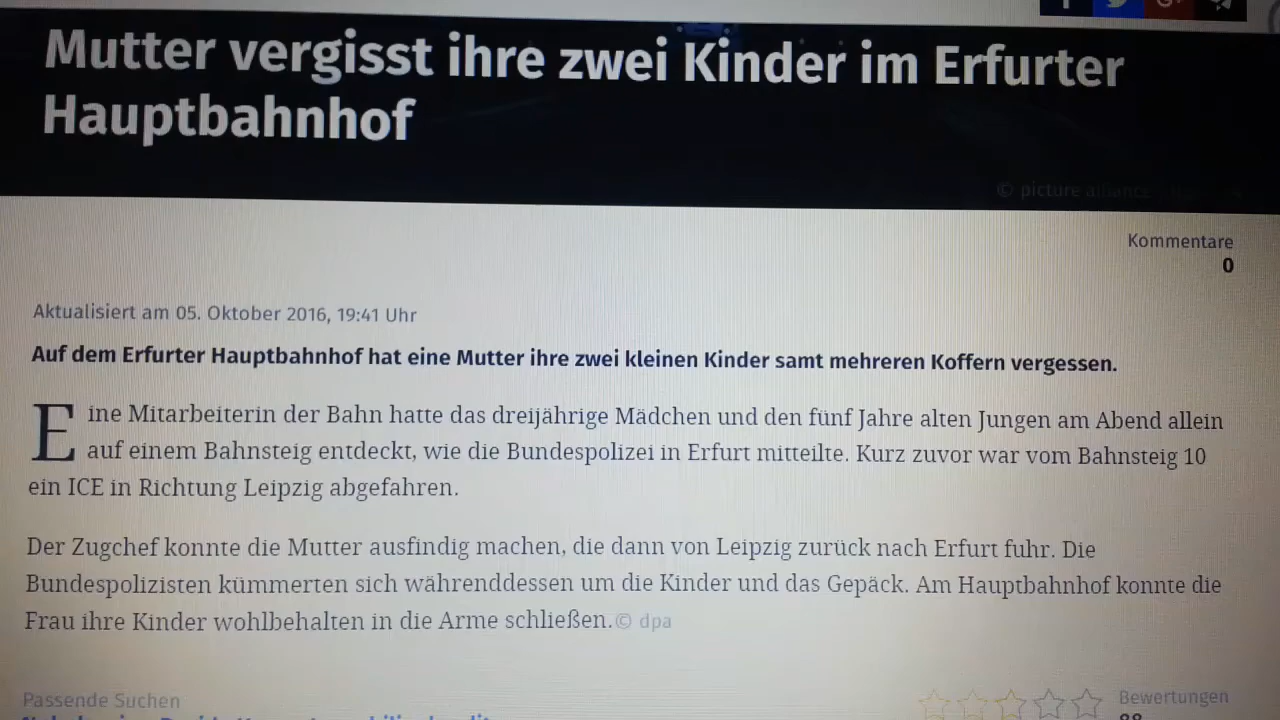 Mutter vergisst ihre zwei Kinder im Erfurter
Hauptbahnhof
© picture alliance
Kommentare
0
Aktualisiert am 05. Oktober 2016, 19:41 Uhr
Auf dem Erfurter Hauptbahnhof hat eine Mutter ihre zwei kleinen Kinder samt mehreren Koffern vergessen.
Eine Mitarbeiterin der Bahn hatte das dreijährige Mädchen und den fünf Jahre alten Jungen am Abend allein
auf einem Bahnsteig entdeckt, wie die Bundespolizei in Erfurt mitteilte. Kurz zuvor war vom Bahnsteig 10
ein ICE in Richtung Leipzig abgefahren.
Der Zugchef konnte die Mutter ausfindig machen, die dann von Leipzig zurück nach Erfurt fuhr. Die
Bundespolizisten kümmerten sich währenddessen um die Kinder und das Gepäck. Am Hauptbahnhof konnte die
Frau ihre Kinder wohlbehalten in die Arme schließen.© dpa
Passende Suchen
Bewertungen